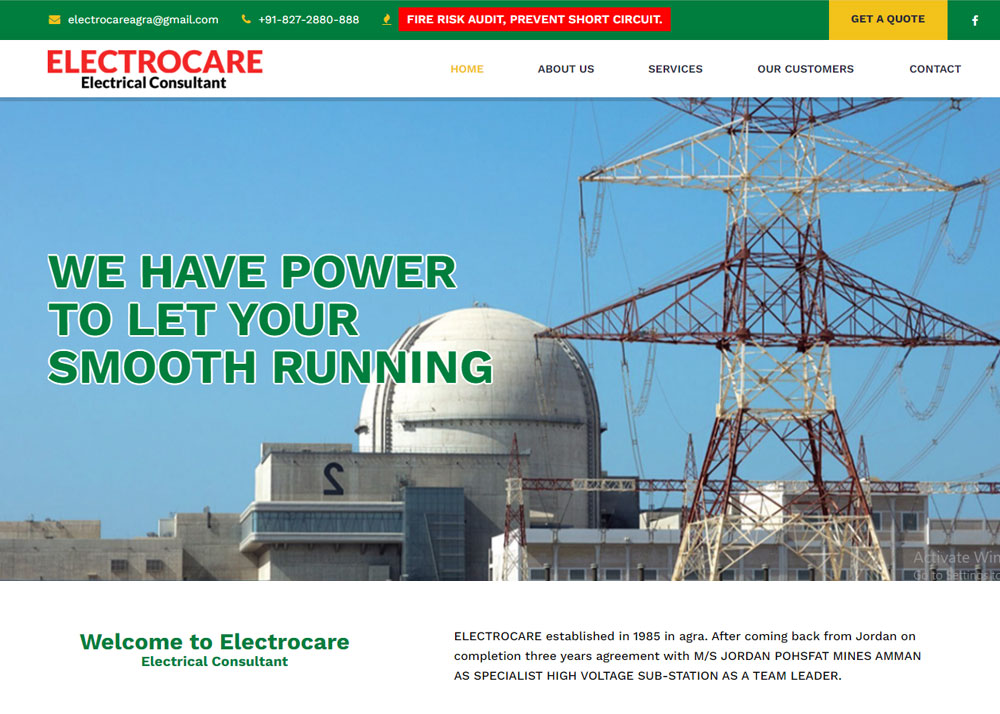 electrocareagra@gmail.com +91-827-2880-888 FIRE RISK AUDIT, PREVENT SHORT CIRCUIT. GET A QUOTE
ELECTROCARE
Electrical Consultant
HOME ABOUT US SERVICES OUR CUSTOMERS CONTACT
WE HAVE POWER
TO LET YOUR
SMOOTH RUNNING
2
Activate Win
Go to Settings to
Welcome to Electrocare
Electrical Consultant
ELECTROCARE established in 1985 in agra. After coming back from Jordan on
completion three years agreement with M/S JORDAN POHSFAT MINES AMMAN
AS SPECIALIST HIGH VOLTAGE SUB-STATION AS A TEAM LEADER.